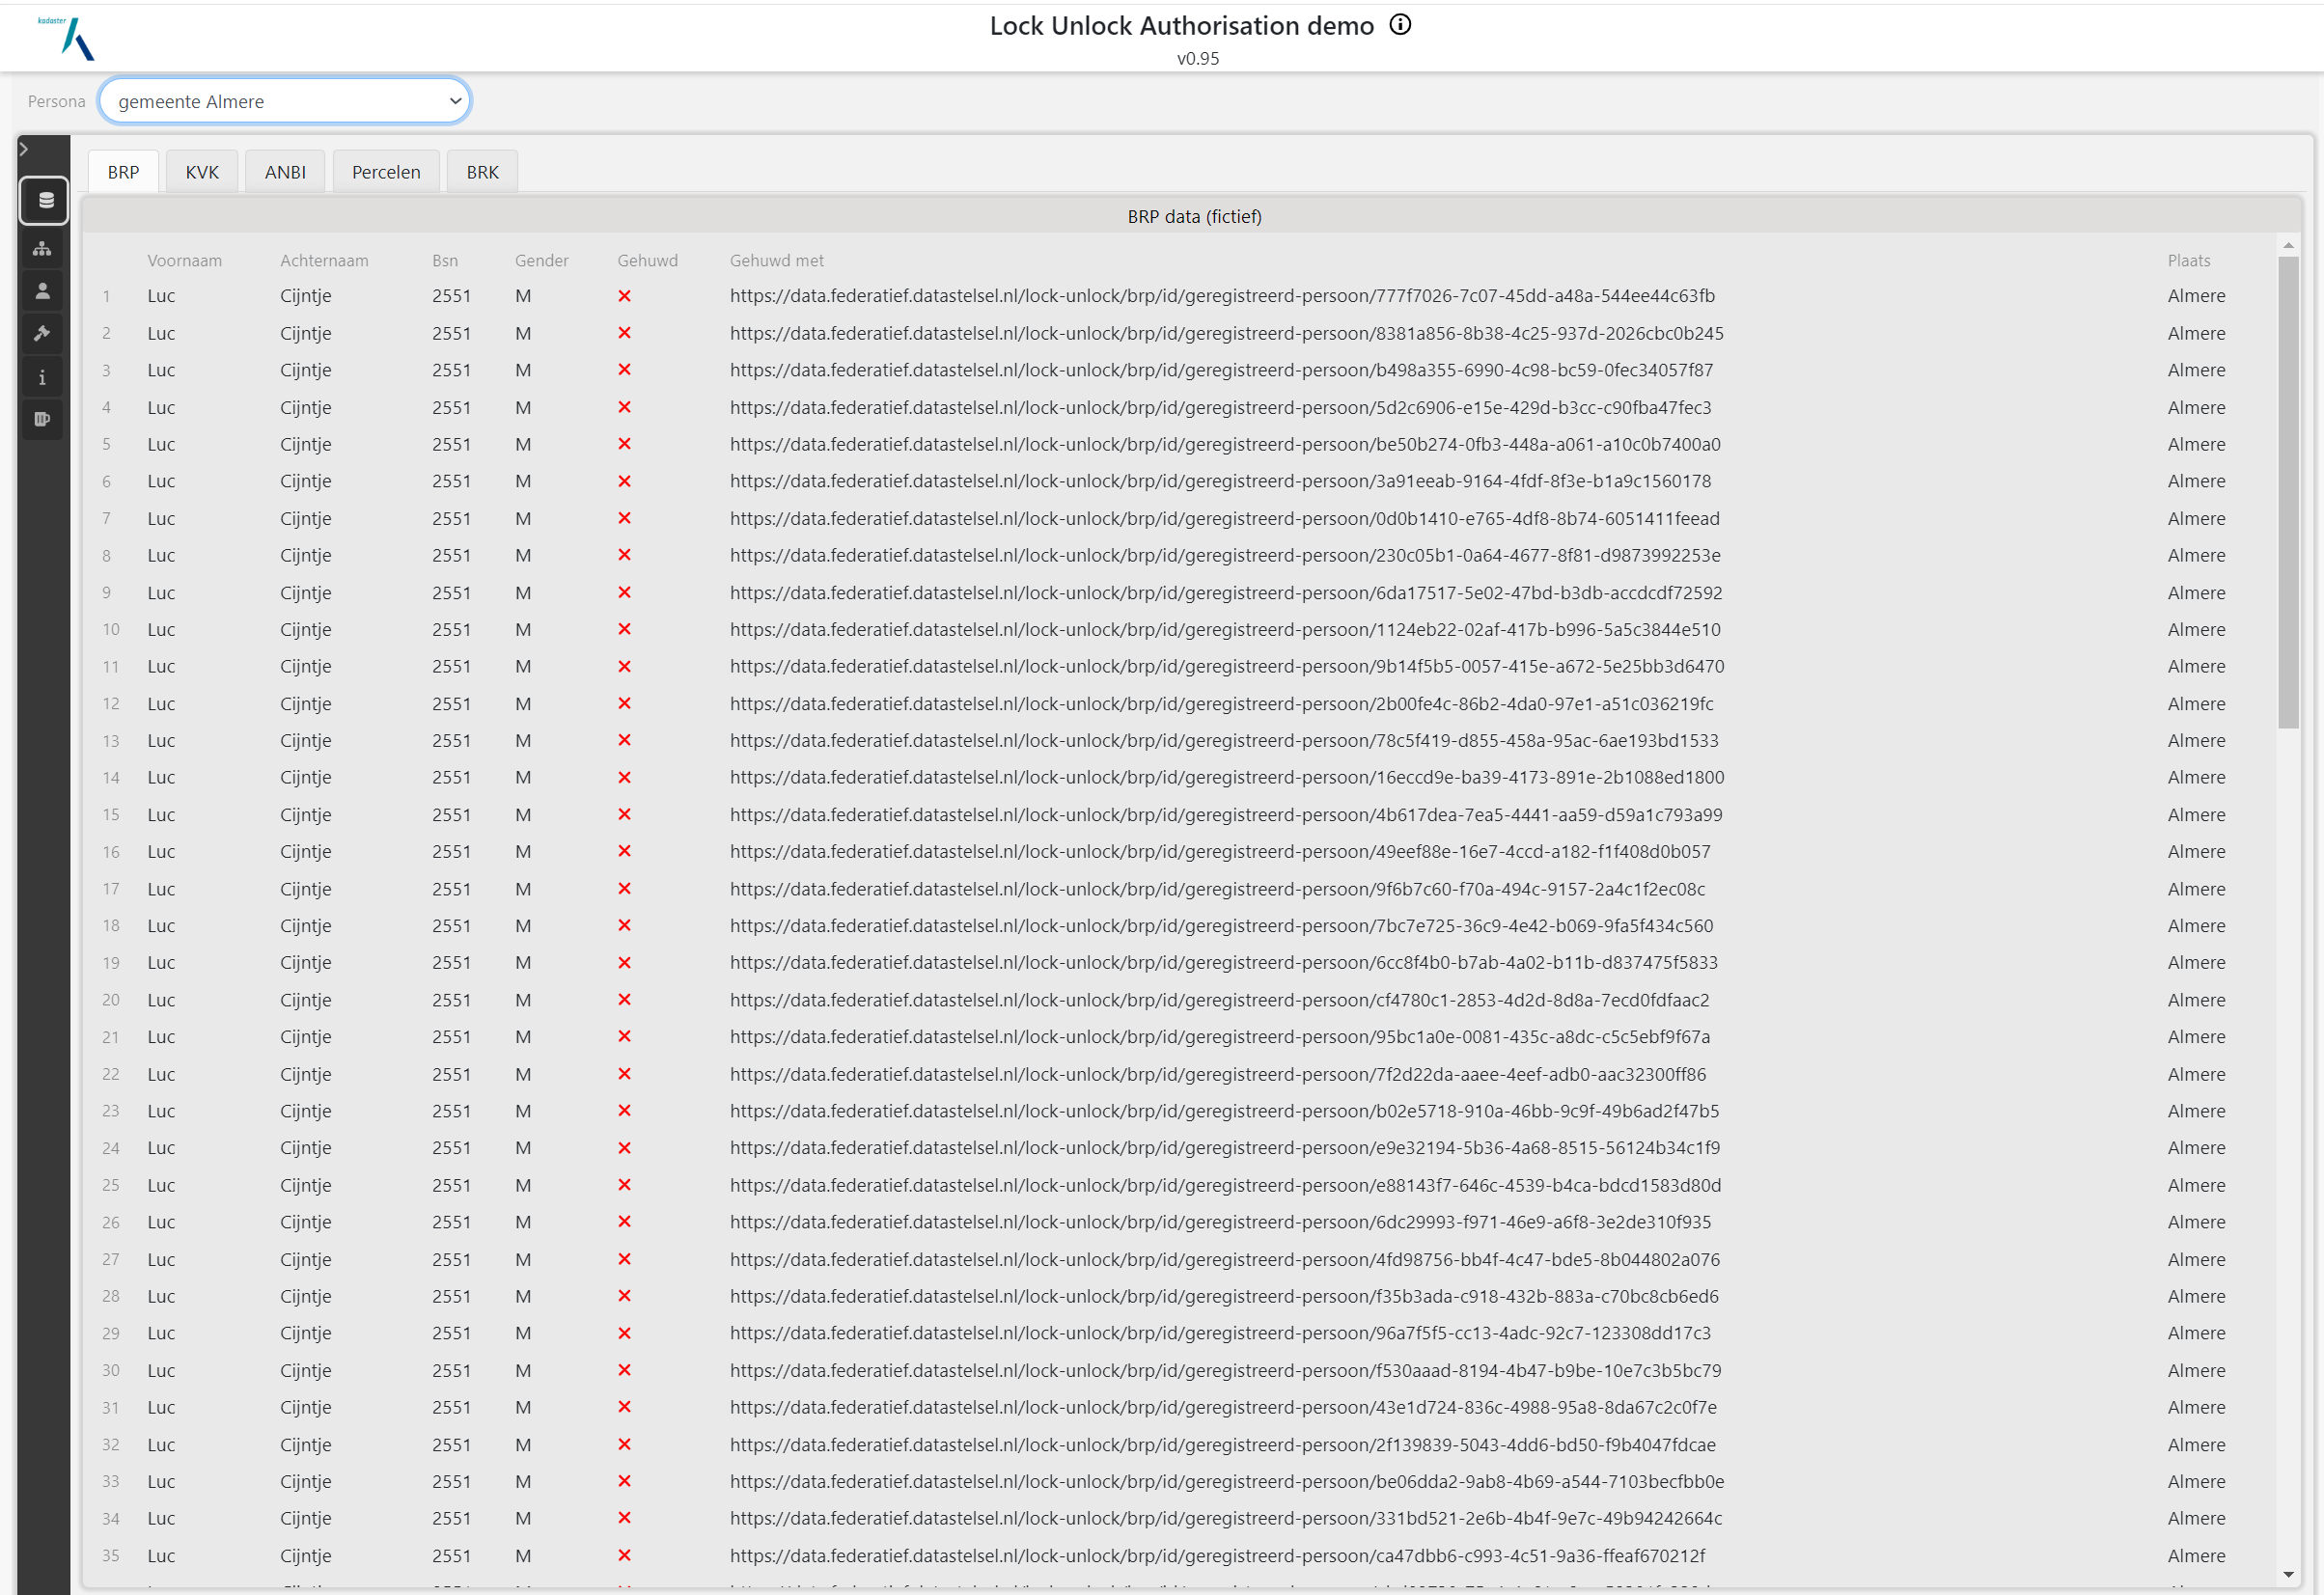 kadaster
Lock Unlock Authorisation demo
v0.95
Persona gemeente Almere
BRP KVK ANBI Percelen BRK
BRP data (fictief)
Voornaam Achternaam Bsn Gender Gehuwd Gehuwd met Plaats
1 Luc Cijntje 2551 M https://data.federatief.datastelsel.nl/lock-unlock/brp/id/geregistreerd-persoon/777f7026-7c07-45dd-a48a-544ee44c63fb Almere
2 Luc Cijntje 2551 M https://data.federatief.datastelsel.nl/lock-unlock/brp/id/geregistreerd-persoon/8381a856-8b38-4c25-937d-2026cbc0b245 Almere
3 Luc Cijntje 2551 M https://data.federatief.datastelsel.nl/lock-unlock/brp/id/geregistreerd-persoon/b498a355-6990-4c98-bc59-0fec34057f87 Almere
4 Luc Cijntje 2551 M https://data.federatief.datastelsel.nl/lock-unlock/brp/id/geregistreerd-persoon/5d2c6906-e15e-429d-b3cc-c90fba47fec3 Almere
5 Luc Cijntje 2551 M https://data.federatief.datastelsel.nl/lock-unlock/brp/id/geregistreerd-persoon/be50b274-0fb3-448a-a061-a10c0b7400a0 Almere
6 Luc Cijntje 2551 M https://data.federatief.datastelsel.nl/lock-unlock/brp/id/geregistreerd-persoon/3a91eeab-9164-4fdf-8f3e-b1a9c1560178 Almere
7 Luc Cijntje 2551 M https://data.federatief.datastelsel.nl/lock-unlock/brp/id/geregistreerd-persoon/0d0b1410-e765-4df8-8b74-6051411feead Almere
8 Luc Cijntje 2551 M https://data.federatief.datastelsel.nl/lock-unlock/brp/id/geregistreerd-persoon/230c05b1-0a64-4677-8f81-d9873992253e Almere
9 Luc Cijntje 2551 M https://data.federatief.datastelsel.nl/lock-unlock/brp/id/geregistreerd-persoon/6da17517-5e02-47bd-b3db-accdcdf72592 Almere
10 Luc Cijntje 2551 M https://data.federatief.datastelsel.nl/lock-unlock/brp/id/geregistreerd-persoon/1124eb22-02af-417b-b996-5a5c3844e510 Almere
11 Luc Cijntje 2551 M https://data.federatief.datastelsel.nl/lock-unlock/brp/id/geregistreerd-persoon/9b14f5b5-0057-415e-a672-5e25bb3d6470 Almere
12 Luc Cijntje 2551 M https://data.federatief.datastelsel.nl/lock-unlock/brp/id/geregistreerd-persoon/2b00fe4c-86b2-4da0-97e1-a51c036219fc Almere
13 Luc Cijntje 2551 M https://data.federatief.datastelsel.nl/lock-unlock/brp/id/geregistreerd-persoon/78c5f419-d855-458a-95ac-6ae193bd1533 Almere
14 Luc Cijntje 2551 M https://data.federatief.datastelsel.nl/lock-unlock/brp/id/geregistreerd-persoon/16eccd9e-ba39-4173-891e-2b1088ed1800 Almere
15 Luc Cijntje 2551 M https://data.federatief.datastelsel.nl/lock-unlock/brp/id/geregistreerd-persoon/4b617dea-7ea5-4441-aa59-d59a1c793a99 Almere
16 Luc Cijntje 2551 M https://data.federatief.datastelsel.nl/lock-unlock/brp/id/geregistreerd-persoon/49eef88e-16e7-4ccd-a182-f1f408d0b057 Almere
17 Luc Cijntje 2551 M https://data.federatief.datastelsel.nl/lock-unlock/brp/id/geregistreerd-persoon/9f6b7c60-f70a-494c-9157-2a4c1f2ec08c Almere
18 Luc Cijntje 2551 M https://data.federatief.datastelsel.nl/lock-unlock/brp/id/geregistreerd-persoon/7bc7e725-36c9-4e42-b069-9fa5f434c560 Almere
19 Luc Cijntje 2551 M https://data.federatief.datastelsel.nl/lock-unlock/brp/id/geregistreerd-persoon/6cc8f4b0-b7ab-4a02-b11b-d837475f5833 Almere
20 Luc Cijntje 2551 M https://data.federatief.datastelsel.nl/lock-unlock/brp/id/geregistreerd-persoon/cf4780c1-2853-4d2d-8d8a-7ecd0fdfaac2 Almere
21 Luc Cijntje 2551 M https://data.federatief.datastelsel.nl/lock-unlock/brp/id/geregistreerd-persoon/95bc1a0e-0081-435c-a8dc-c5c5ebf9f67a Almere
22 Luc Cijntje 2551 M https://data.federatief.datastelsel.nl/lock-unlock/brp/id/geregistreerd-persoon/7f2d22da-aaee-4eef-adb0-aac32300ff86 Almere
23 Luc Cijntje 2551 M https://data.federatief.datastelsel.nl/lock-unlock/brp/id/geregistreerd-persoon/b02e5718-910a-46bb-9c9f-49b6ad2f47b5 Almere
24 Luc Cijntje 2551 M https://data.federatief.datastelsel.nl/lock-unlock/brp/id/geregistreerd-persoon/e9e32194-5b36-4a68-8515-56124b34c1f9 Almere
25 Luc Cijntje 2551 M https://data.federatief.datastelsel.nl/lock-unlock/brp/id/geregistreerd-persoon/e88143f7-646c-4539-b4ca-bdcd1583d80d Almere
26 Luc Cijntje 2551 M https://data.federatief.datastelsel.nl/lock-unlock/brp/id/geregistreerd-persoon/6dc29993-f971-46e9-a6f8-3e2de310f935 Almere
27 Luc Cijntje 2551 M https://data.federatief.datastelsel.nl/lock-unlock/brp/id/geregistreerd-persoon/4fd98756-bb4f-4c47-bde5-8b044802a076 Almere
28 Luc Cijntje 2551 M https://data.federatief.datastelsel.nl/lock-unlock/brp/id/geregistreerd-persoon/f35b3ada-c918-432b-883a-c70bc8cb6ed6 Almere
29 Luc Cijntje 2551 M https://data.federatief.datastelsel.nl/lock-unlock/brp/id/geregistreerd-persoon/96a7f5f5-cc13-4adc-92c7-123308dd17c3 Almere
30 Luc Cijntje 2551 M https://data.federatief.datastelsel.nl/lock-unlock/brp/id/geregistreerd-persoon/f530aaad-8194-4b47-b9be-10e7c3b5bc79 Almere
31 Luc Cijntje 2551 M https://data.federatief.datastelsel.nl/lock-unlock/brp/id/geregistreerd-persoon/43e1d724-836c-4988-95a8-8da67c2c0f7e Almere
32 Luc Cijntje 2551 M https://data.federatief.datastelsel.nl/lock-unlock/brp/id/geregistreerd-persoon/2f139839-5043-4dd6-bd50-f9b4047fdcae Almere
33 Luc Cijntje 2551 M https://data.federatief.datastelsel.nl/lock-unlock/brp/id/geregistreerd-persoon/be06dda2-9ab8-4b69-a544-7103becfbb0e Almere
34 Luc Cijntje 2551 M https://data.federatief.datastelsel.nl/lock-unlock/brp/id/geregistreerd-persoon/331bd521-2e6b-4b4f-9e7c-49b94242664c Almere
35 Luc Cijntje 2551 M https://data.federatief.datastelsel.nl/lock-unlock/brp/id/geregistreerd-persoon/ca47dbb6-c993-4c51-9a36-ffeaf670212f Almere